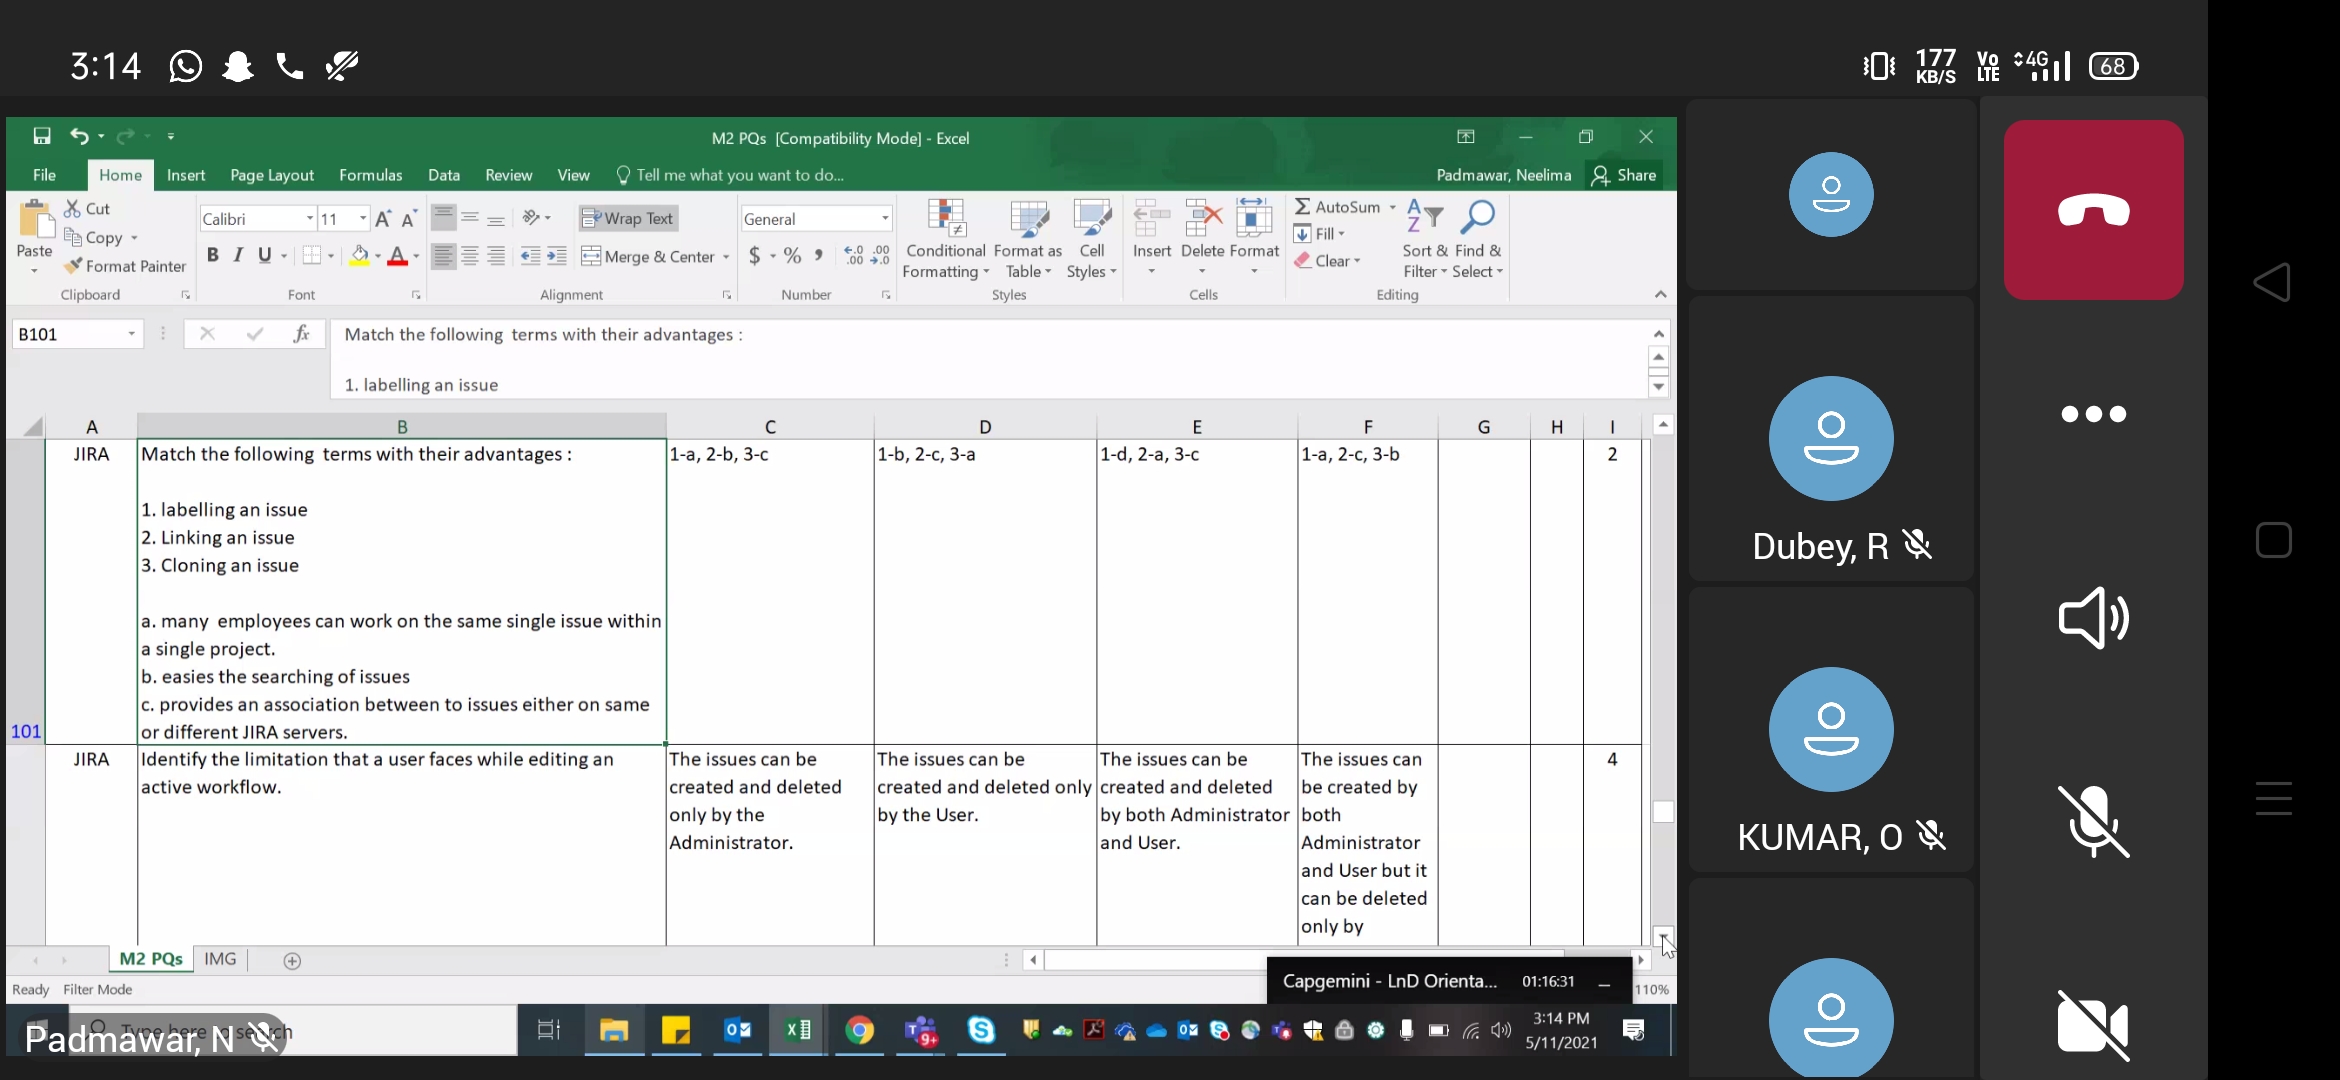 3:14
177 KB/S Vo LTE 4G 68
M2 PQs [Compatibility Mode] - Excel
File Home Insert Page Layout Formulas Data Review View Tell me what you want to do... Padmawar, Neelima Share
Paste
Cut
Copy
Format Painter
Clipboard
Calibri 11
A A
B I U A
Font
Wrap Text
Merge & Center
Alignment
General
$ % , .0 .00 .00 .0
Number
Conditional Formatting
Format as Table
Cell Styles
Styles
Insert Delete Format
Cells
AutoSum
Fill
Clear
Sort & Filter
Find & Select
Editing
B101
fx
Match the following terms with their advantages :
1. labelling an issue
A B C D E F G H I
101
JIRA
Match the following terms with their advantages :
1. labelling an issue
2. Linking an issue
3. Cloning an issue
a. many employees can work on the same single issue within
a single project.
b. easies the searching of issues
c. provides an association between to issues either on same
or different JIRA servers.
1-a, 2-b, 3-c
1-b, 2-c, 3-a
1-d, 2-a, 3-c
1-a, 2-c, 3-b
2
JIRA
Identify the limitation that a user faces while editing an
active workflow.
The issues can be
created and deleted
only by the
Administrator.
The issues can be
created and deleted only
by the User.
The issues can be
created and deleted
by both Administrator
and User.
The issues can
be created by
both
Administrator
and User but it
can be deleted
only by
4
M2 PQs IMG
Ready Filter Mode
Capgemini - LnD Orienta... 01:16:31
110%
Type here to search
Padmawar, N
9+
3:14 PM
5/11/2021
Dubey, R
KUMAR, O